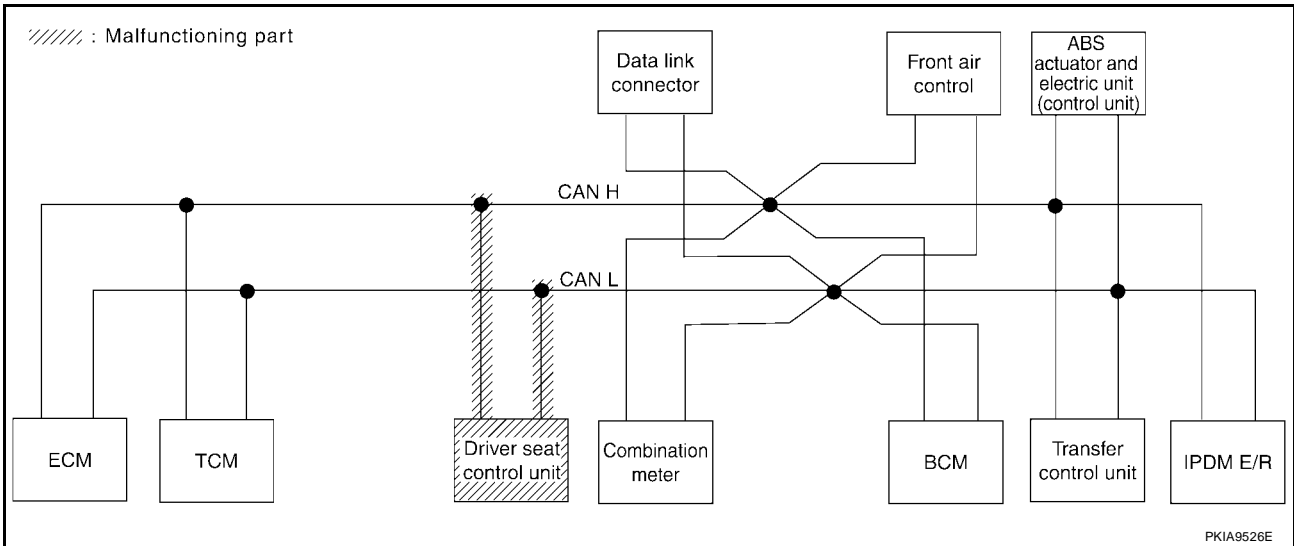 : Malfunctioning part
Data link
connector
Front air
control
ABS
actuator and
electric unit
(control unit)
CAN H
CAN L
ECM
TCM
Driver seat
control unit
Combination
meter
BCM
Transfer
control unit
IPDM E/R
PKIA9526E